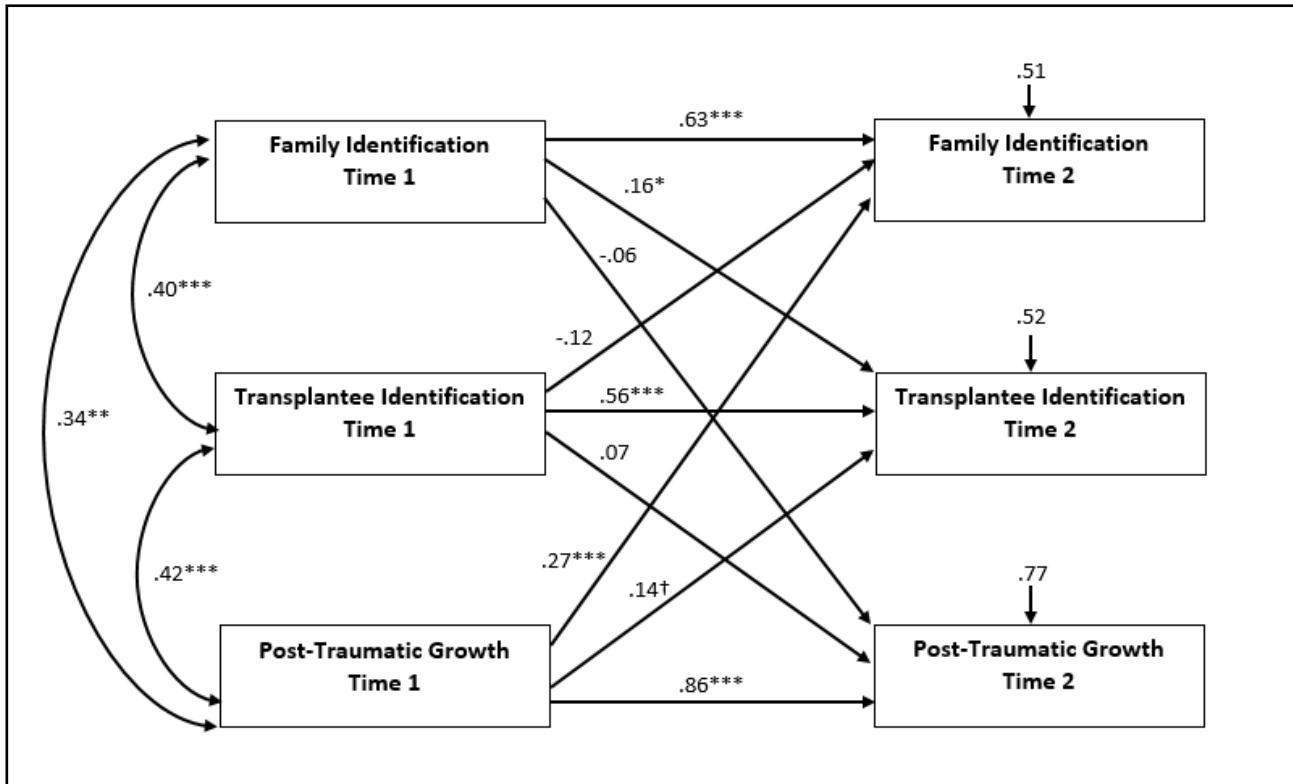 .51
Family Identification
Time 1
.63***
Family Identification
Time 2
.16*
-.06
.40***
-.12
.52
Transplantee Identification
Time 1
.56***
Transplantee Identification
Time 2
.34**
.07
.42***
.27***
.14†
.77
Post-Traumatic Growth
Time 1
.86***
Post-Traumatic Growth
Time 2